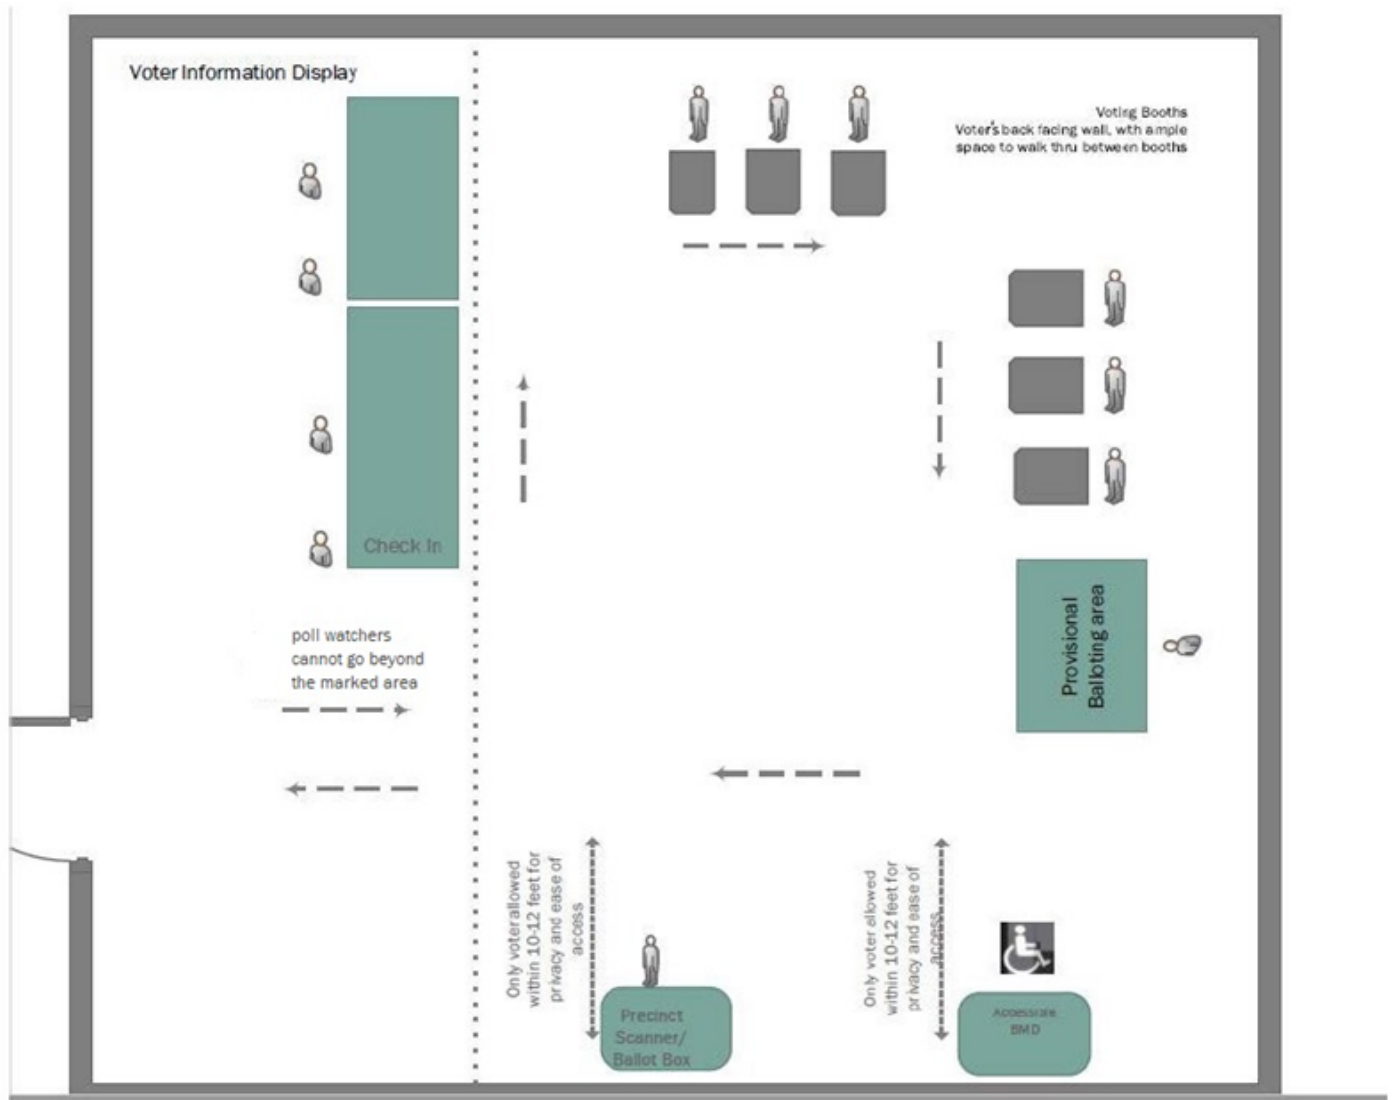 Voter Information Display
Voting Booths
Voter's back facing wall, wth ample
space to walk thru between booths
Check In
poll watchers
cannot go beyond
the marked area
Provisional
Balloting area
Only voter allowed
within 10-12 feet for
privacy and ease of
access
Precinct
Scanner/
Ballot Box
Only voter allowed
within 10-12 feet for
privacy and ease of
access
BMD